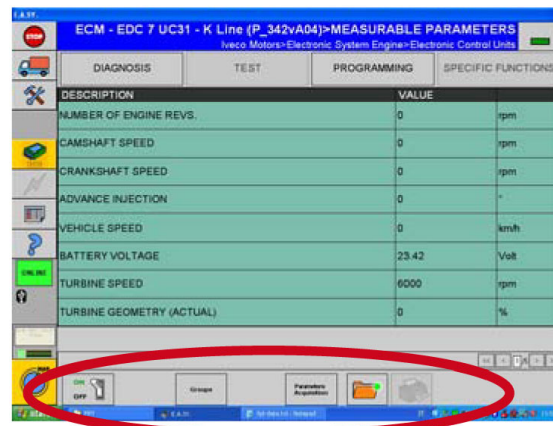 E.A.SY.
ECM - EDC 7 UC31 - K Line (P_342vA04)>MEASURABLE PARAMETERS
Iveco Motors>Electronic System Engine>Electronic Control Units
STOP
DIAGNOSIS TEST PROGRAMMING SPECIFIC FUNCTIONS
DESCRIPTION VALUE
NUMBER OF ENGINE REVS. 0 rpm
CAMSHAFT SPEED 0 rpm
CRANKSHAFT SPEED 0 rpm
ADVANCE INJECTION 0 °
VEHICLE SPEED 0 km/h
BATTERY VOLTAGE 23.42 Volt
TURBINE SPEED 6000 rpm
TURBINE GEOMETRY (ACTUAL) 0 %
ONLINE
ON
OFF
Groups
Parameters
Acquisition